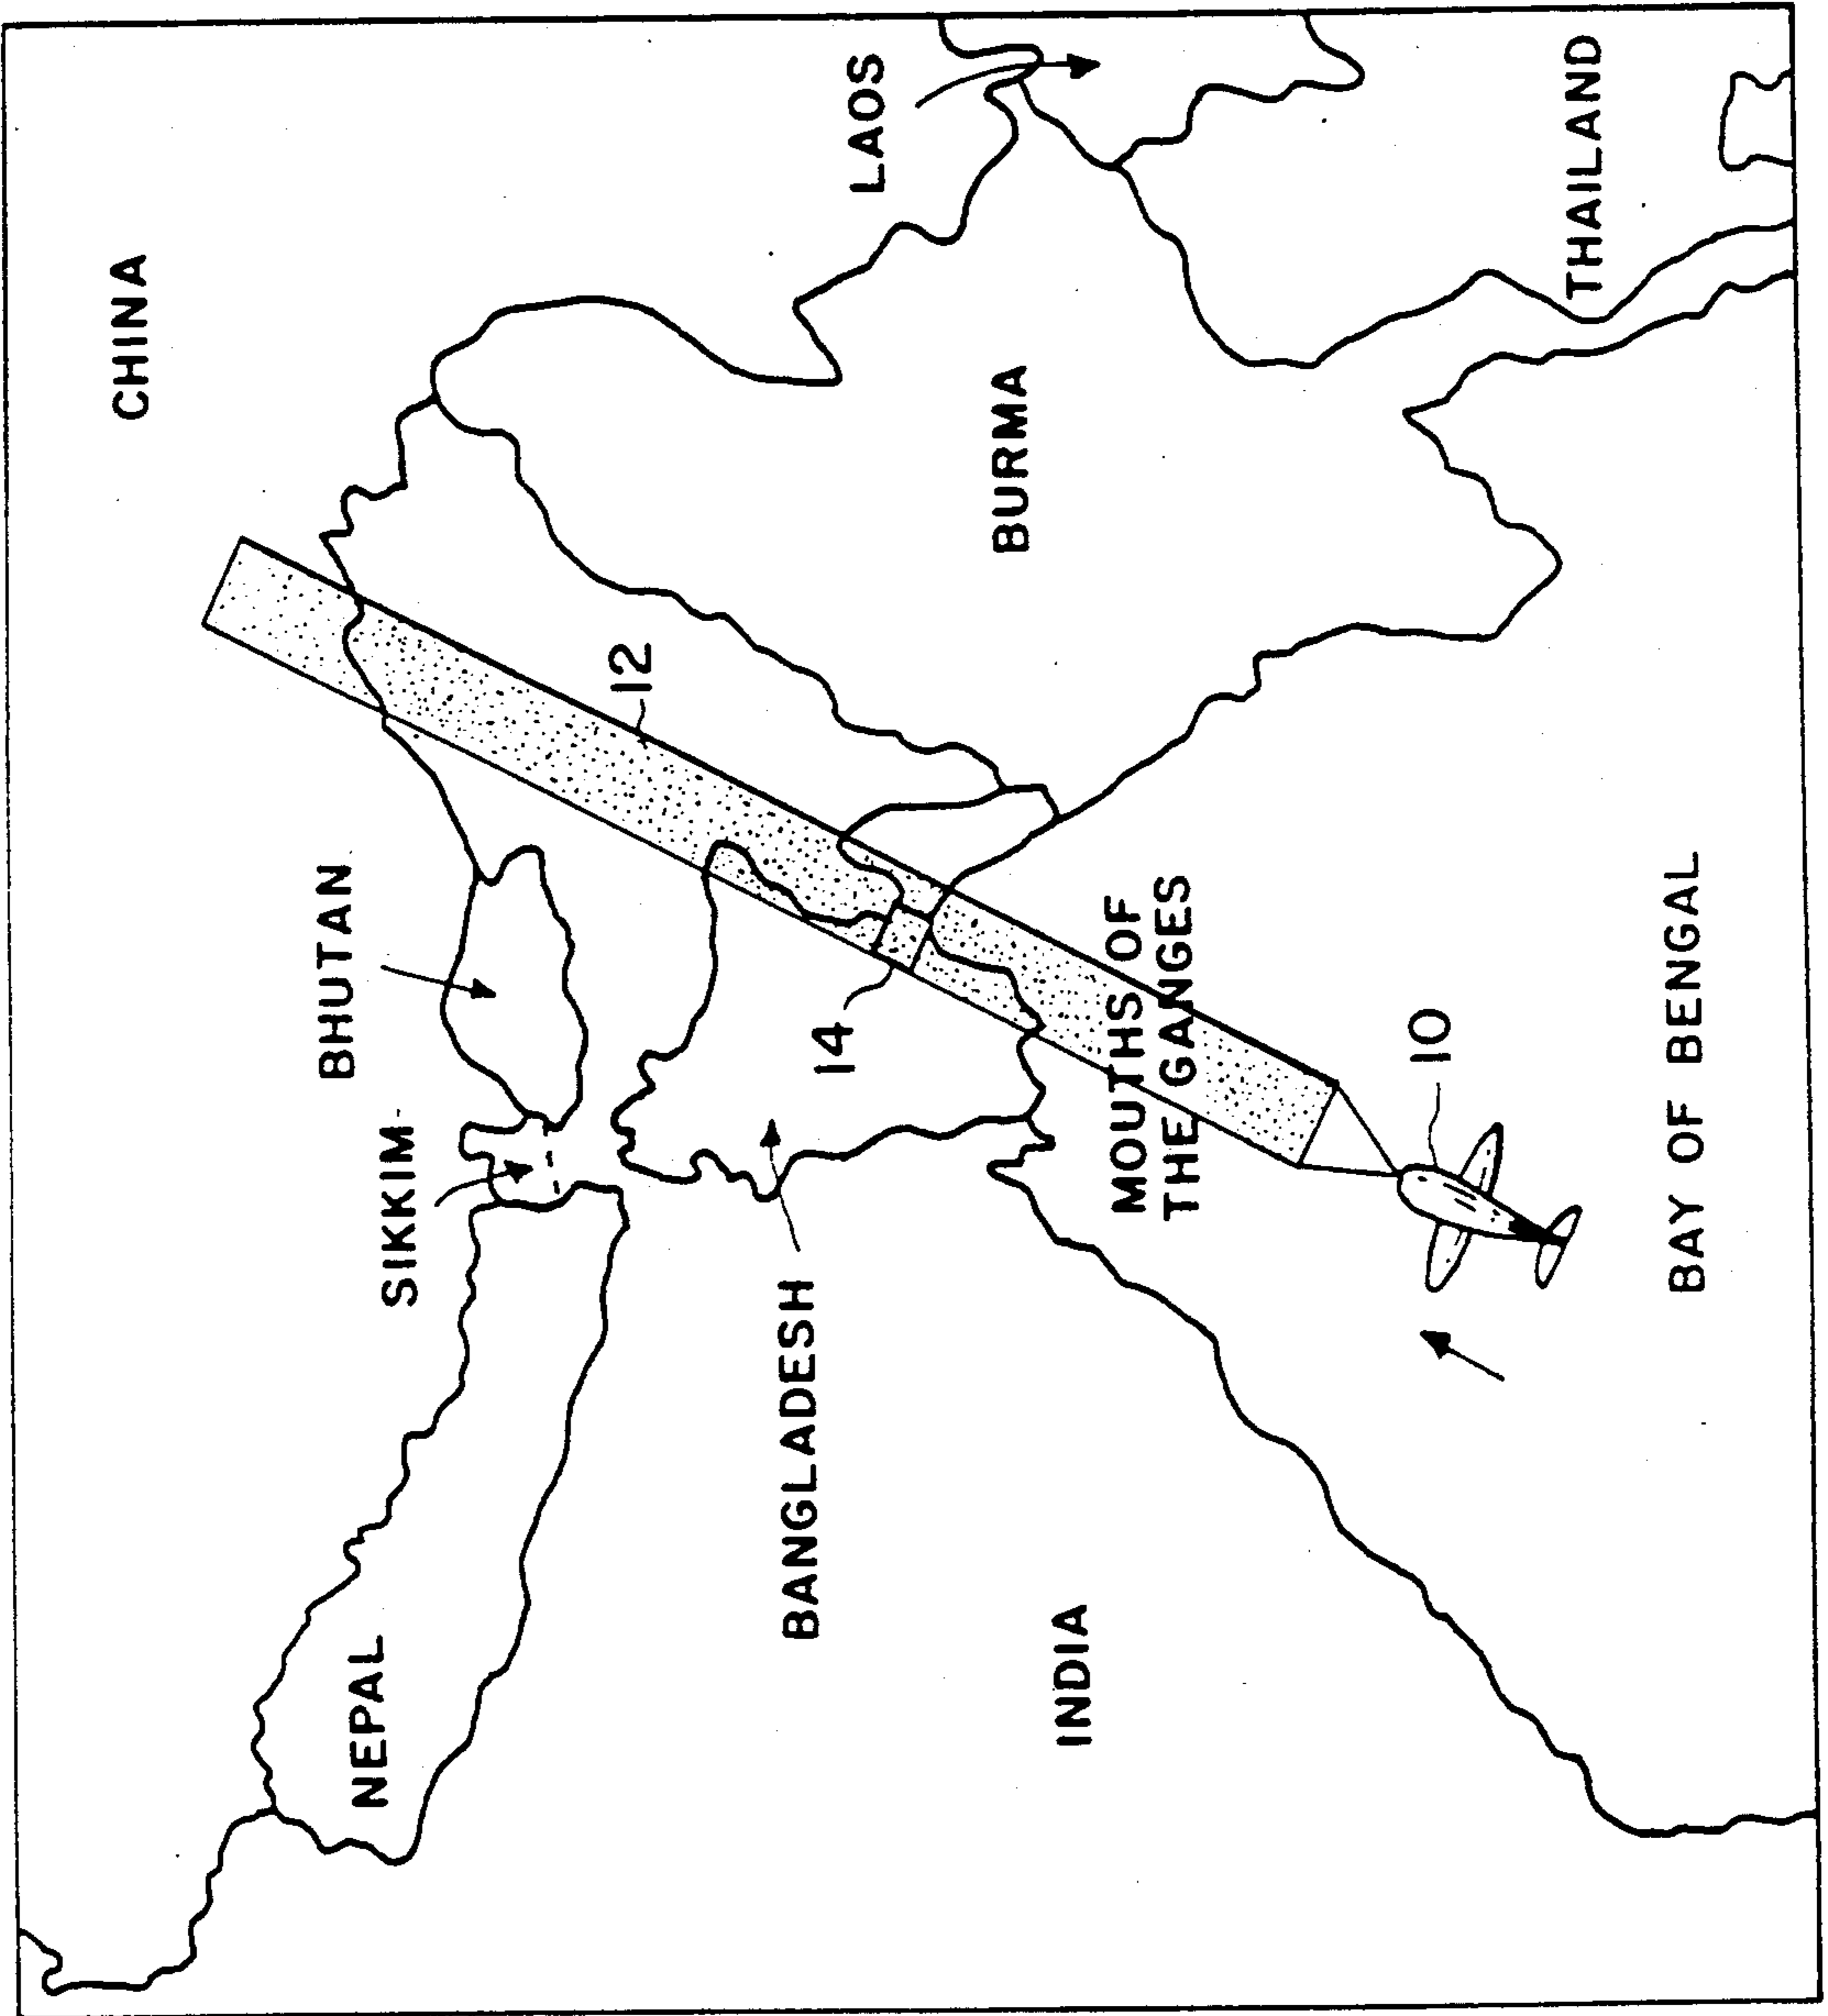 CHINA
LAOS
BHUTAN
SIKKIM
NEPAL
12
BURMA
THAILAND
14
BANGLADESH
MOUTHS OF
THE GANGES
INDIA
10
BAY OF BENGAL